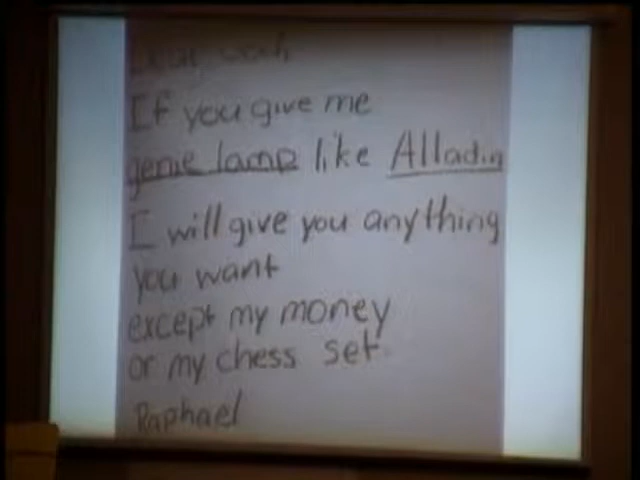 If you give me
genie lamp like Alladin
I will give you anything
you want
except my money
or my chess set.
Raphael